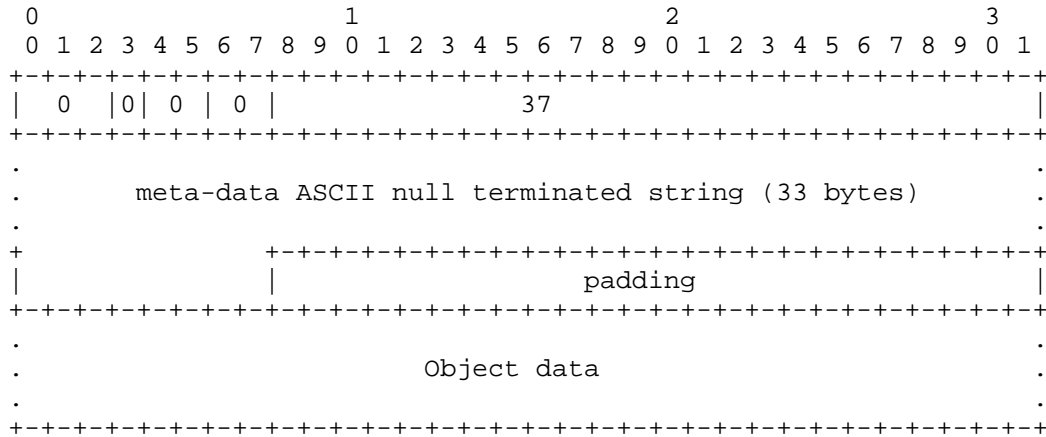 0                   1                   2                   3
 0 1 2 3 4 5 6 7 8 9 0 1 2 3 4 5 6 7 8 9 0 1 2 3 4 5 6 7 8 9 0 1
+-+-+-+-+-+-+-+-+-+-+-+-+-+-+-+-+-+-+-+-+-+-+-+-+-+-+-+-+-+-+-+-+
|  0  |0| 0 | 0 |               37                              |
+-+-+-+-+-+-+-+-+-+-+-+-+-+-+-+-+-+-+-+-+-+-+-+-+-+-+-+-+-+-+-+-+
.                                                               .
.       meta-data ASCII null terminated string (33 bytes)       .
.                                                               .
+               +-+-+-+-+-+-+-+-+-+-+-+-+-+-+-+-+-+-+-+-+-+-+-+-+
|               |                   padding                     |
+-+-+-+-+-+-+-+-+-+-+-+-+-+-+-+-+-+-+-+-+-+-+-+-+-+-+-+-+-+-+-+-+
.                                                               .
.                         Object data                           .
.                                                               .
+-+-+-+-+-+-+-+-+-+-+-+-+-+-+-+-+-+-+-+-+-+-+-+-+-+-+-+-+-+-+-+-+